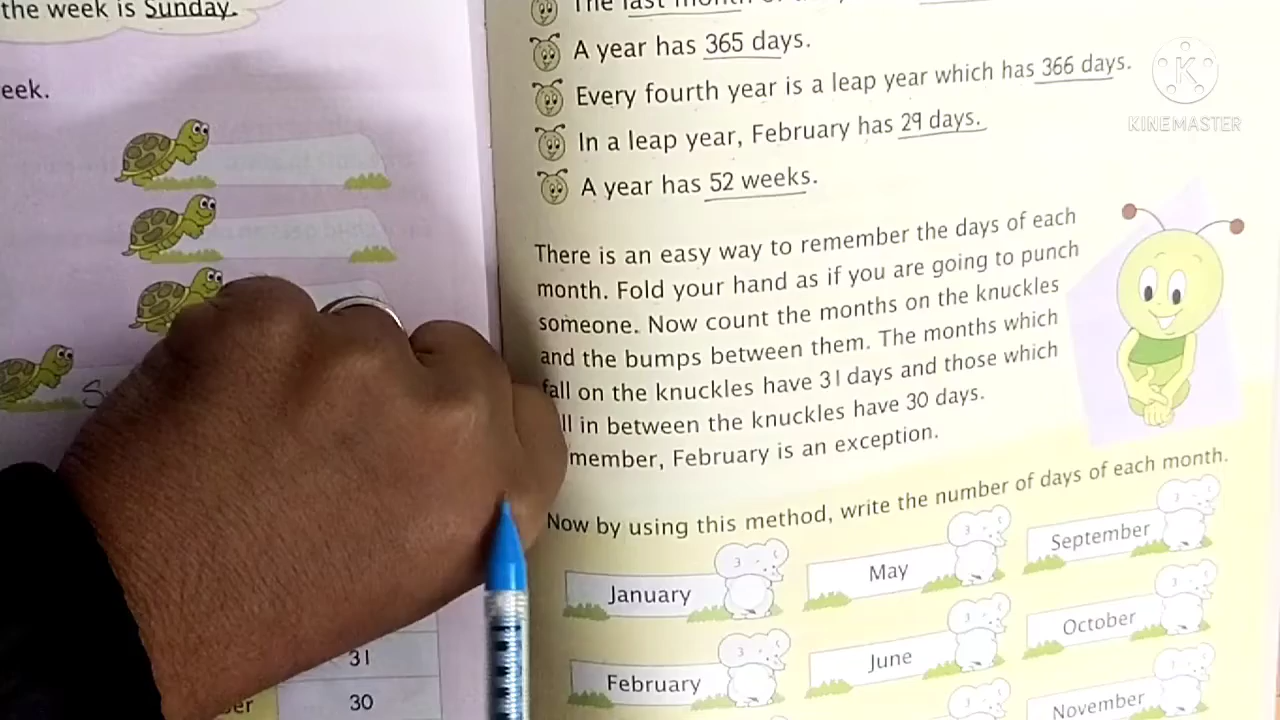 the week is Sunday.
eek.
31
er 30
The last month
A year has 365 days.
Every fourth year is a leap year which has 366 days.
In a leap year, February has 29 days.
A year has 52 weeks.
There is an easy way to remember the days of each
month. Fold your hand as if you are going to punch
someone. Now count the months on the knuckles
and the bumps between them. The months which
fall on the knuckles have 31 days and those which
ll in between the knuckles have 30 days.
member, February is an exception.
Now by using this method, write the number of days of each month.
January May September
February June October
November
KINEMASTER